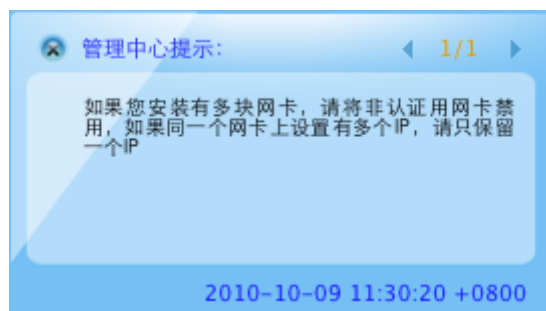 管理中心提示:
1/1
如果您安装有多块网卡，请将非认证用网卡禁
用，如果同一个网卡上设置有多个IP，请只保留
一个IP
2010-10-09 11:30:20 +0800